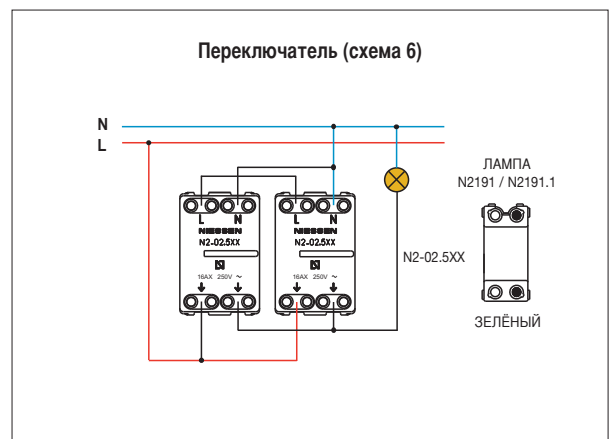 Переключатель (схема 6)
N
L
ЛАМПА
N2191 / N2191.1
L N
NIESSEN
N2-02.5XX
16AX 250V ~
L N
NIESSEN
N2-02.5XX
16AX 250V ~
N2-02.5XX
ЗЕЛЁНЫЙ